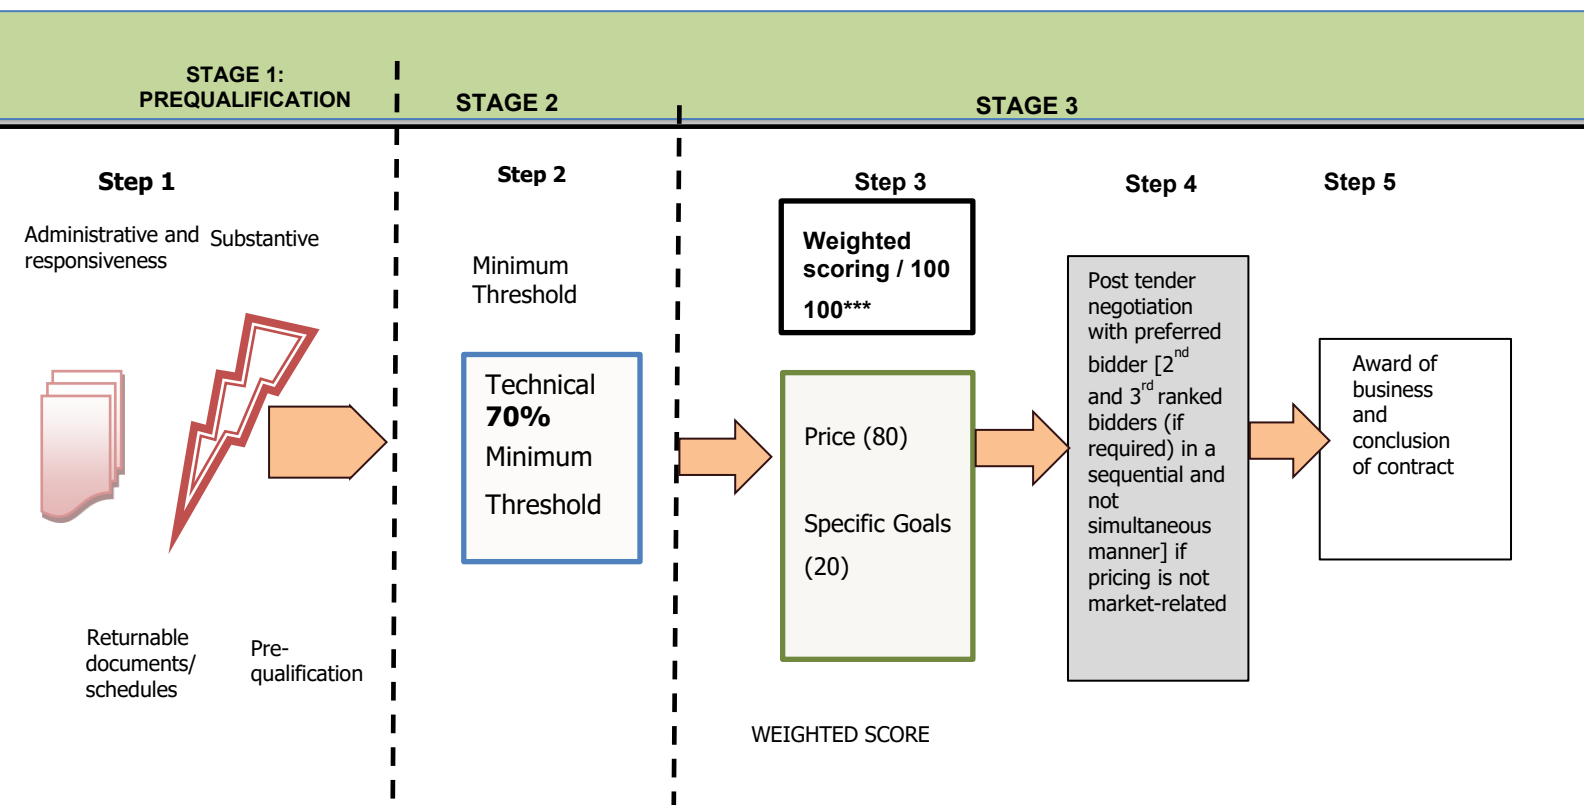 STAGE 1:
PREQUALIFICATION
STAGE 2
STAGE 3
Step 1
Administrative and
responsiveness
Substantive
Returnable
documents/
schedules
Pre-
qualification
Step 2
Minimum
Threshold
Technical
70%
Minimum
Threshold
Step 3
Weighted
scoring / 100
100***
Price (80)
Specific Goals
(20)
WEIGHTED SCORE
Step 4
Post tender
negotiation
with preferred
bidder [2nd
and 3rd ranked
bidders (if
required) in a
sequential and
not
simultaneous
manner] if
pricing is not
market-related
Step 5
Award of
business
and
conclusion
of contract